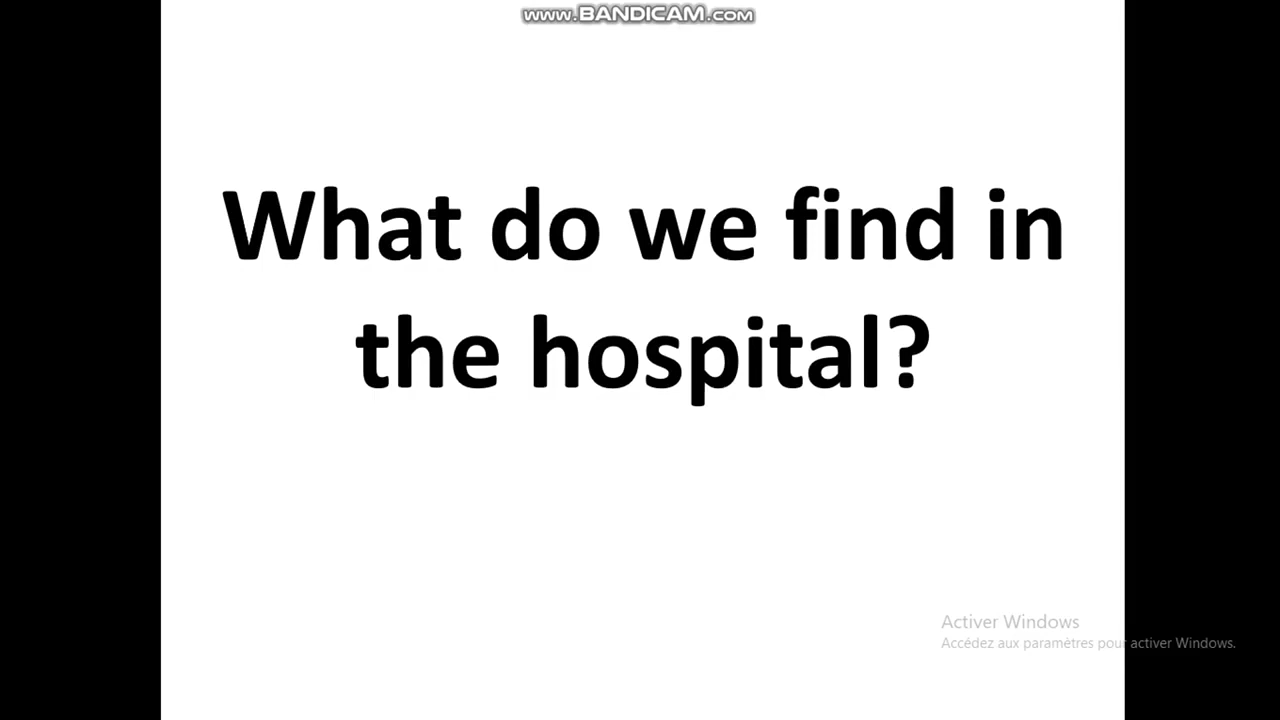 www.BANDICAM.com
What do we find in
the hospital?
Activer Windows
Accédez aux paramètres pour activer Windows.